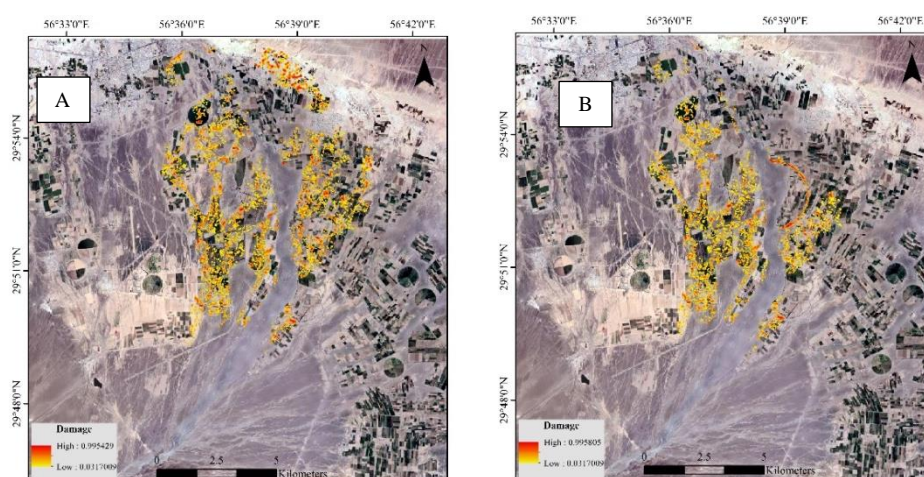 56°33'0"E 56°36'0"E 56°39'0"E 56°42'0"E
A
29°54'0"N
29°51'0"N
29°48'0"N
Damage
High : 0.995429
Low : 0.0317009
0 2.5 5
Kilometers
56°33'0"E 56°36'0"E 56°39'0"E 56°42'0"E
B
29°54'0"N
29°51'0"N
29°48'0"N
Damage
High : 0.995805
Low : 0.0317009
0 2.5 5
Kilometers